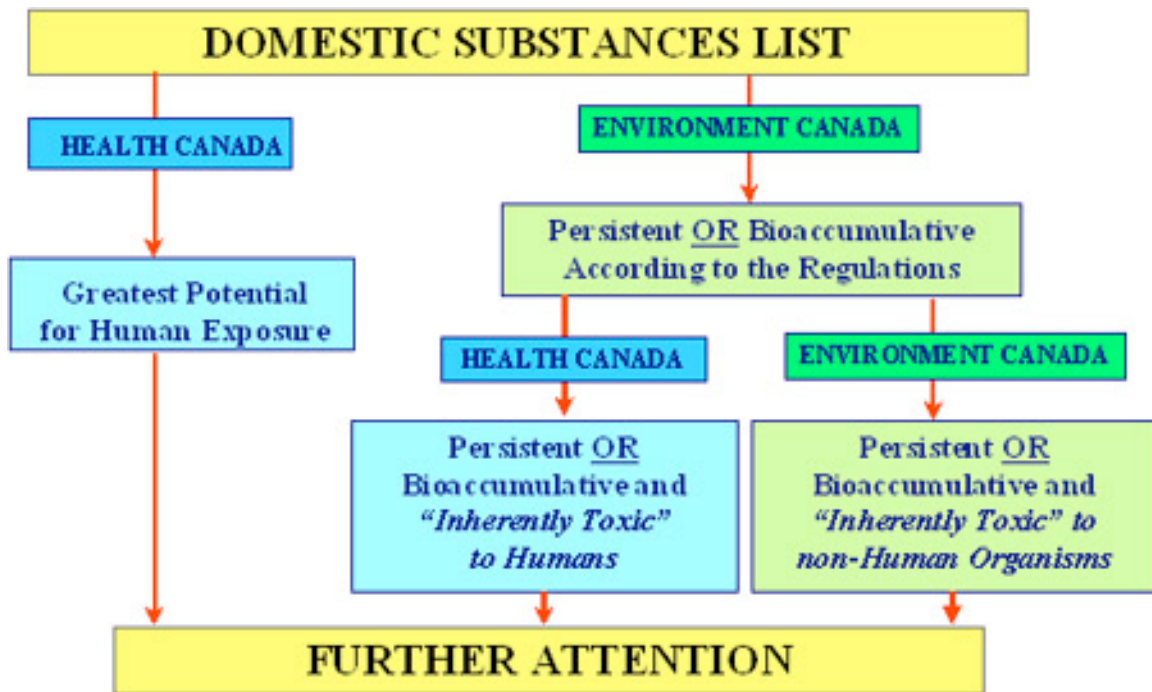 DOMESTIC SUBSTANCES LIST
HEALTH CANADA
ENVIRONMENT CANADA
Greatest Potential
for Human Exposure
Persistent OR Bioaccumulative
According to the Regulations
HEALTH CANADA
ENVIRONMENT CANADA
Persistent OR
Bioaccumulative and
“Inherently Toxic”
to Humans
Persistent OR
Bioaccumulative and
“Inherently Toxic” to
non-Human Organisms
FURTHER ATTENTION